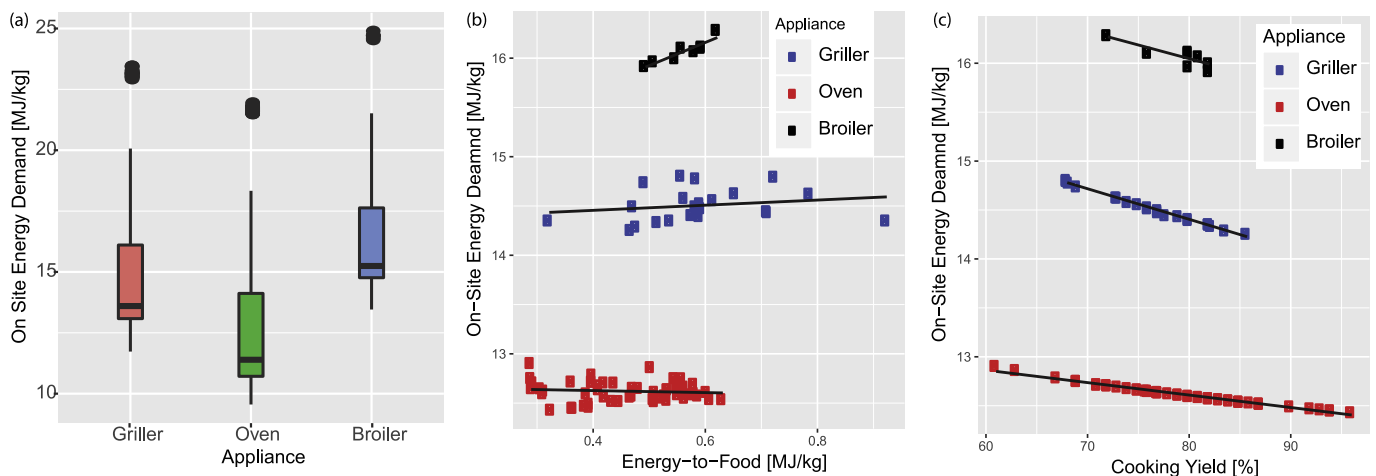 (a)
On Site Energy Demand [MJ/kg]
25
20
15
10
Griller
Oven
Broiler
Appliance
(b)
On-Site Energy Deamnd [MJ/kg]
16
15
14
13
0.4
0.6
0.8
Energy-to-Food [MJ/kg]
Appliance
Griller
Oven
Broiler
(c)
On-Site Energy Deamnd [MJ/kg]
16
15
14
13
60
70
80
90
Cooking Yield [%]
Appliance
Griller
Oven
Broiler